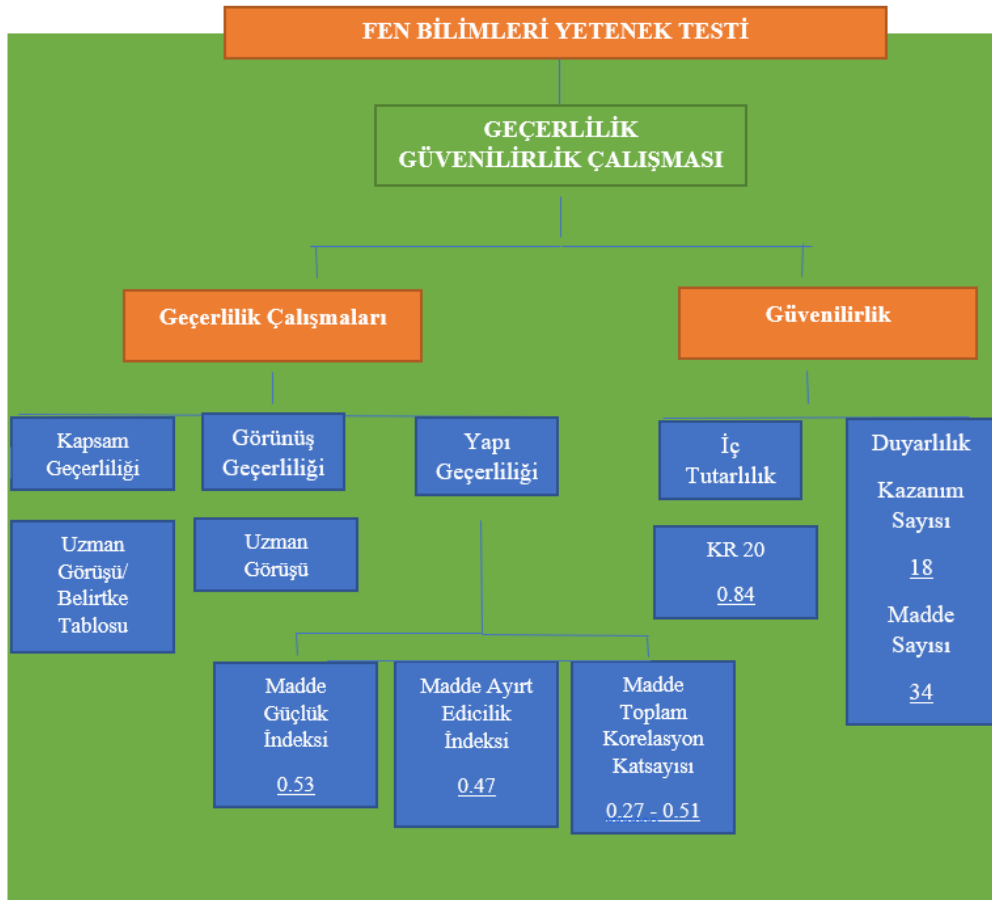 FEN BİLİMLERİ YETENEK TESTİ
GEÇERLİLİK
GÜVENİLİRLİK ÇALIŞMASI
Geçerlilik Çalışmaları
Güvenilirlik
Kapsam
Geçerliliği
Görünüş
Geçerliliği
Yapı
Geçerliliği
İç
Tutarlılık
Duyarlılık
Kazanım
Sayısı
18
Madde
Sayısı
34
Uzman
Görüşü/
Belirtke
Tablosu
Uzman
Görüşü
KR 20
0.84
Madde
Güçlük
İndeksi
0.53
Madde Ayırt
Edicilik
İndeksi
0.47
Madde
Toplam
Korelasyon
Katsayısı
0.27 - 0.51